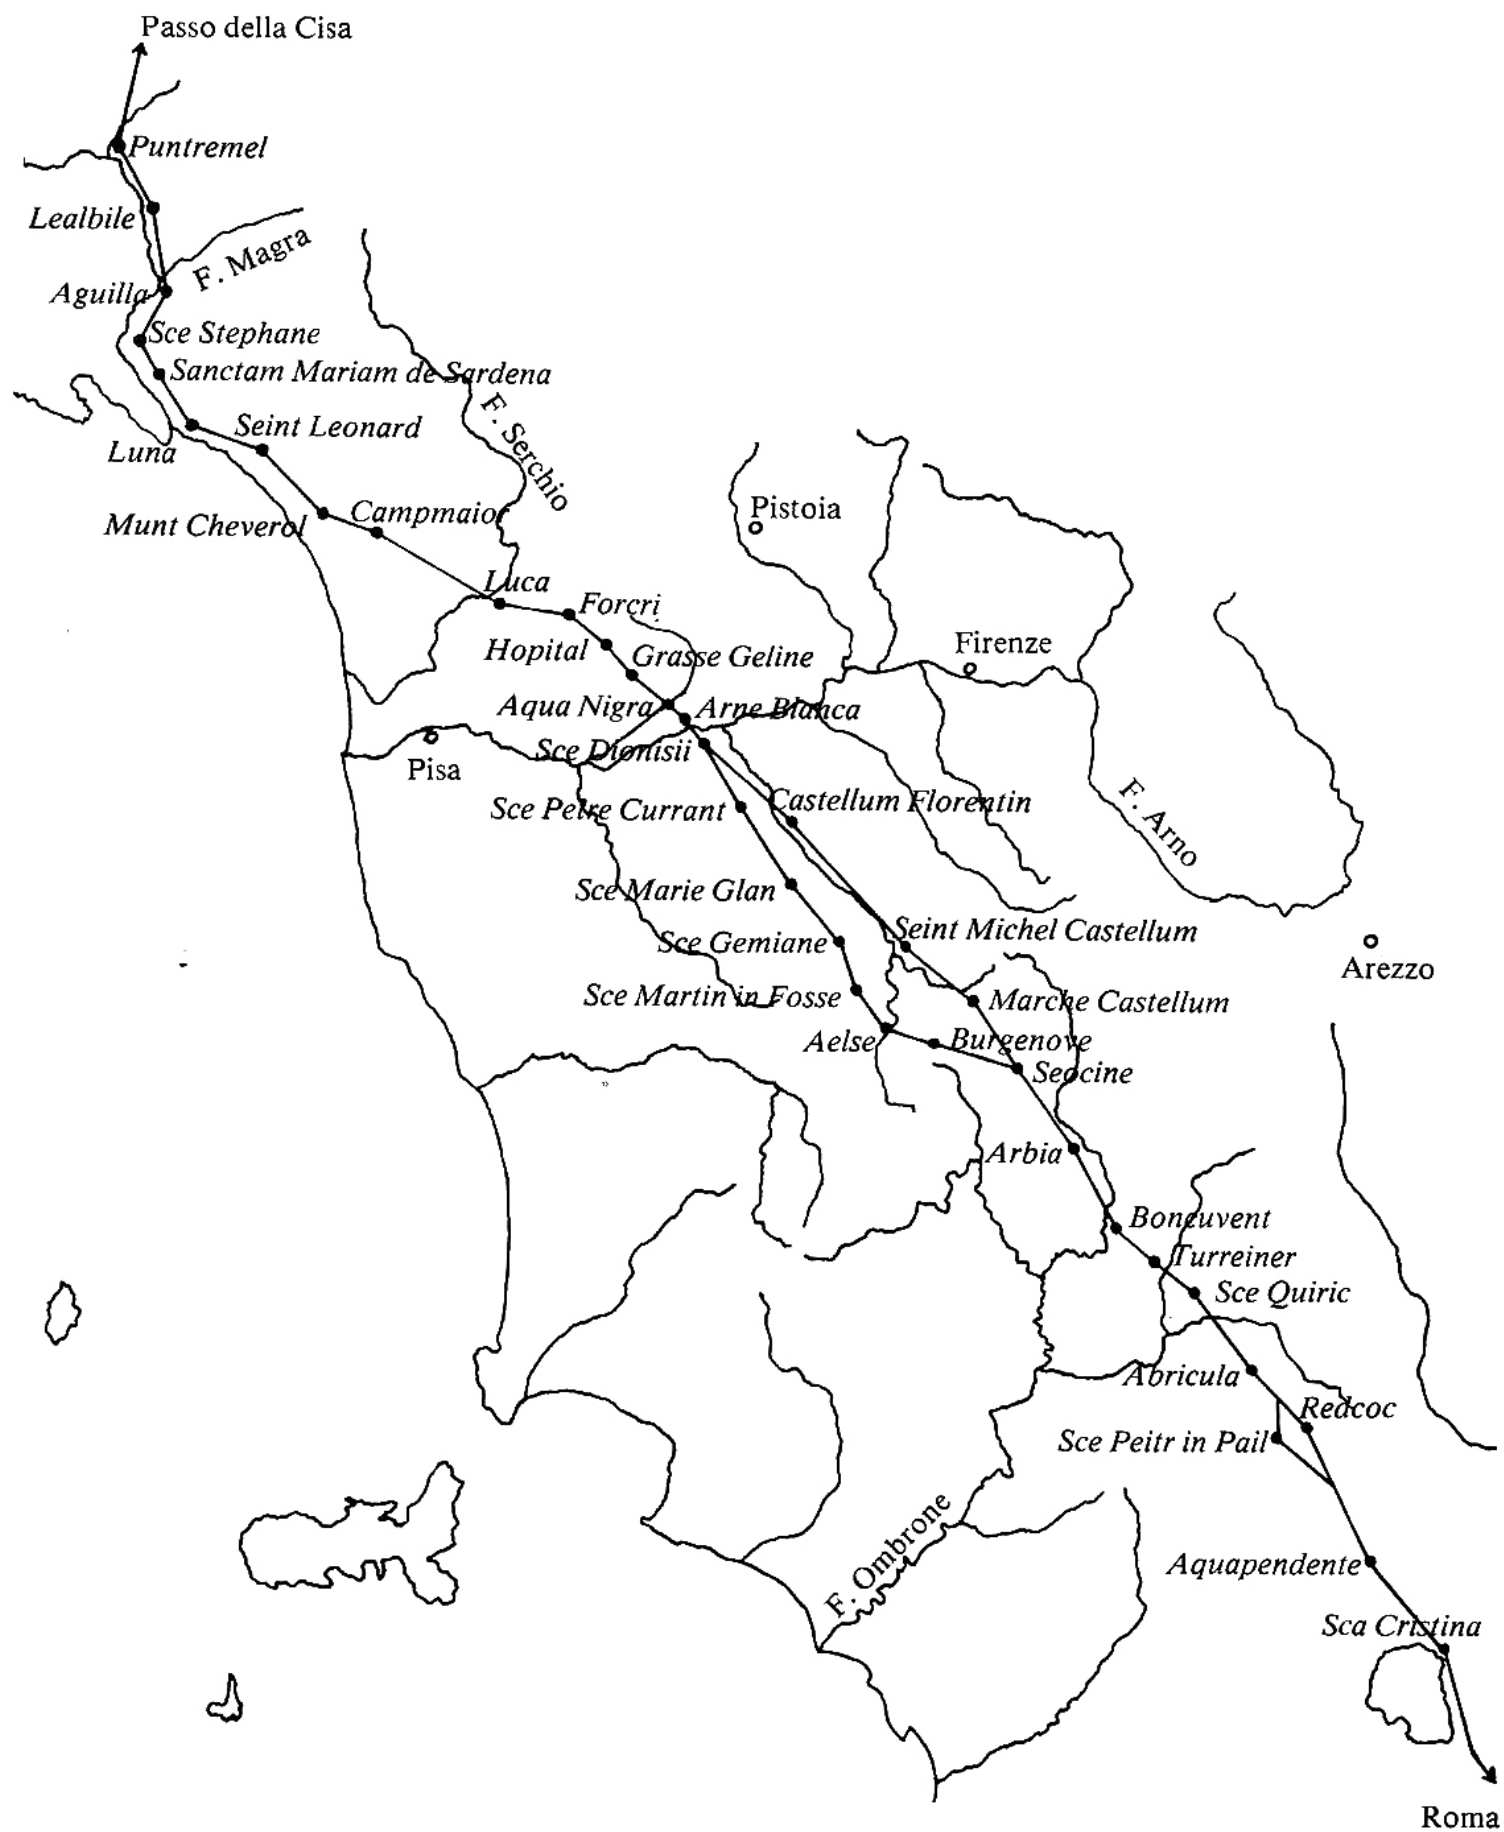 Passo della Cisa
Puntremel
Lealbile
F. Magra
Aguilla
Sce Stephane
Sanctam Mariam de Sardena
F. Serchio
Seint Leonard
Luna
Campmaior
Munt Cheverol
Pistoia
Luca
Forcri
Firenze
Hopital
Grasse Geline
Aqua Nigra
Arne Blanca
Sce Dionisii
Pisa
Sce Petre Currant
Castellum Florentin
F. Arno
Sce Marie Glan
Seint Michel Castellum
Sce Gemiane
Arezzo
Sce Martin in Fosse
Marche Castellum
Aelse
Burgenove
Seocine
Arbia
Boncuvent
Turreiner
Sce Quiric
Abricula
Redcoc
Sce Peitr in Pail
F. Ombrone
Aquapendente
Sca Cristina
Roma